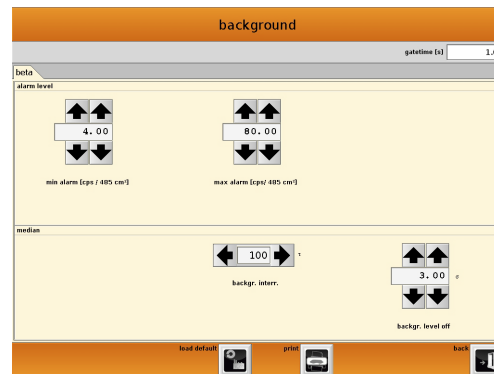 background
gatetime [s]
beta
alarm level
4.00
80.00
min alarm [cps / 485 cm²]
max alarm [cps/ 485 cm²]
median
100
3.00
backgr. interr.
backgr. level off
load default
print
back